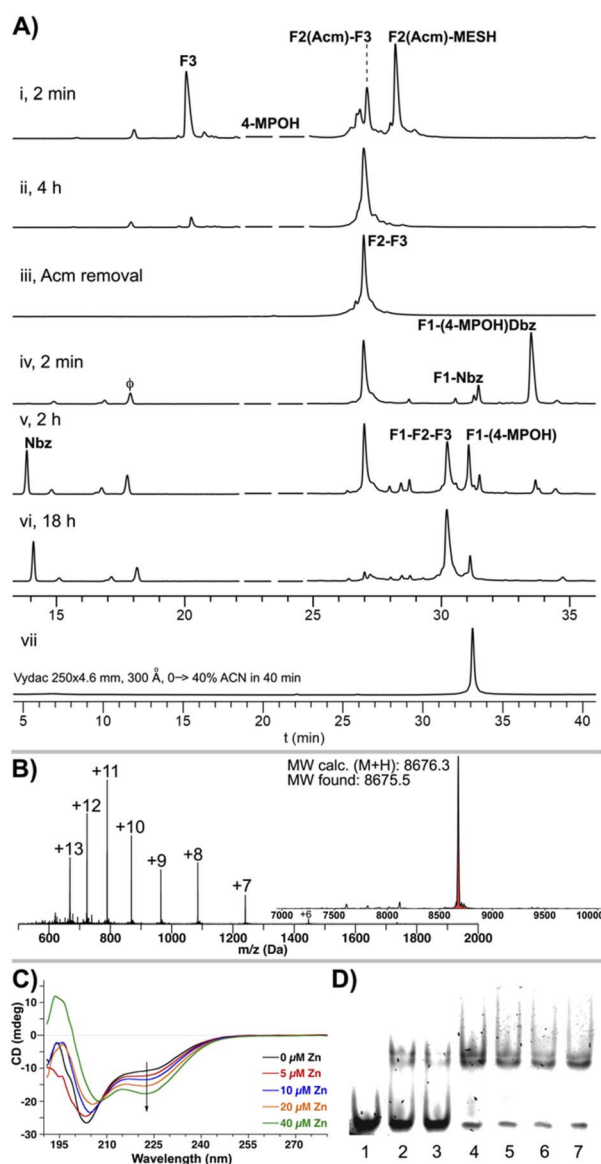 A)
F2(Acm)-F3 F2(Acm)-MESH
F3
i, 2 min
4-MPOH
ii, 4 h
F2-F3
iii, Acm removal
F1-(4-MPOH)Dbz
iv, 2 min
ϕ
F1-Nbz
v, 2 h
Nbz
F1-F2-F3 F1-(4-MPOH)
vi, 18 h
15 20 25 30 35
vii
Vydac 250x4.6 mm, 300 Å, 0→ 40% ACN in 40 min
5 10 15 20 25 30 35 40
t (min)
B)
MW calc. (M+H): 8676.3
MW found: 8675.5
+11
+12
+10
+13
+9
+8
+7
+6
7000 7500 8000 8500 9000 9500 10000
600 800 1000 1200 1400 1600 1800 2000
m/z (Da)
C)
CD (mdeg)
10
0
-10
-20
-30
0 µM Zn
5 µM Zn
10 µM Zn
20 µM Zn
40 µM Zn
195 210 230 250 270
Wavelength (nm)
D)
1 2 3 4 5 6 7